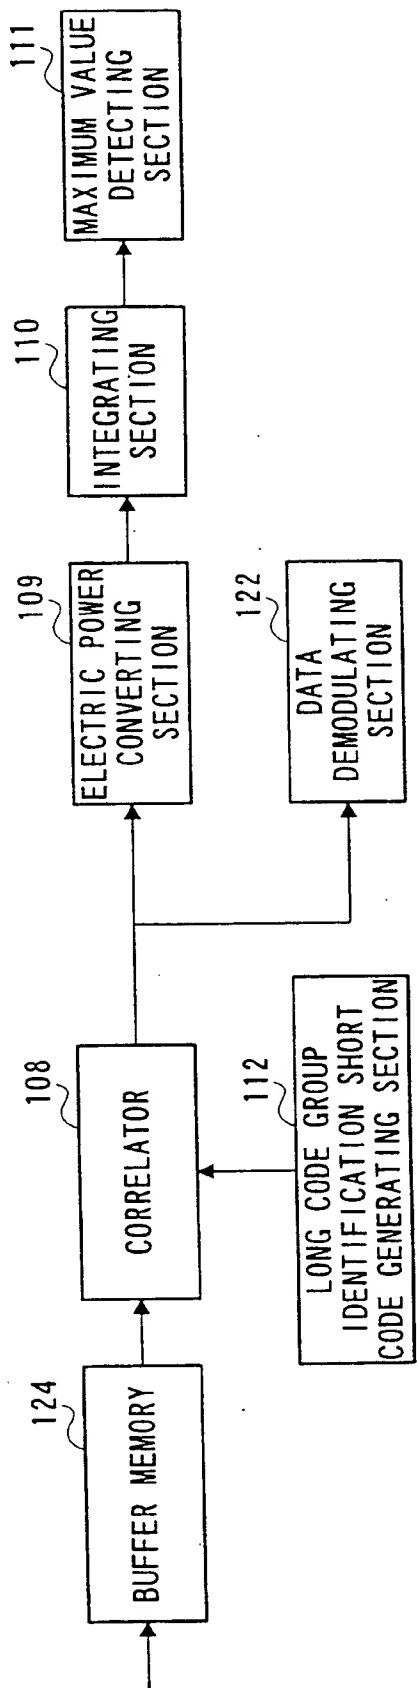 124
BUFFER MEMORY
108
CORRELATOR
112
LONG CODE GROUP
IDENTIFICATION SHORT
CODE GENERATING SECTION
109
ELECTRIC POWER
CONVERTING
SECTION
122
DATA
DEMODULATING
SECTION
110
INTEGRATING
SECTION
111
MAXIMUM VALUE
DETECTING
SECTION